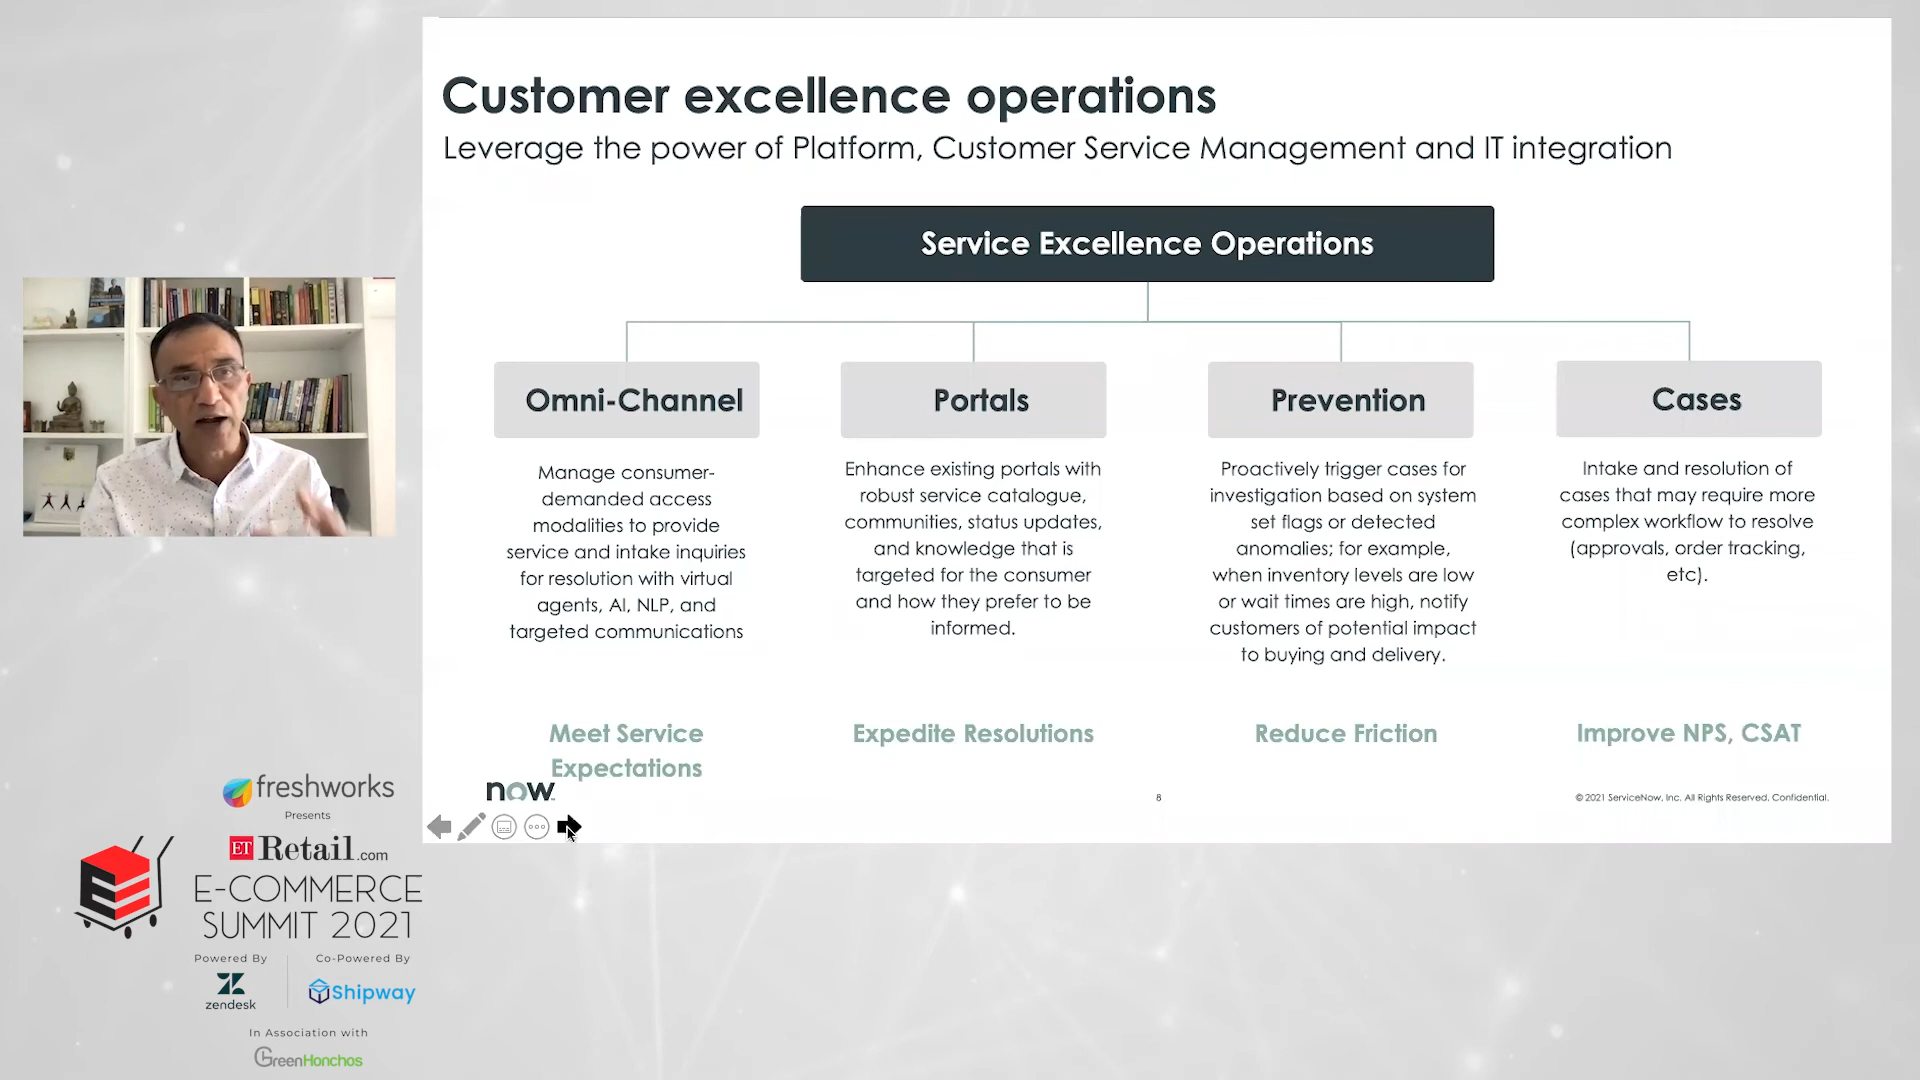 Customer excellence operations
Leverage the power of Platform, Customer Service Management and IT integration
Service Excellence Operations
Omni-Channel
Manage consumer-
demanded access
modalities to provide
service and intake inquiries
for resolution with virtual
agents, AI, NLP, and
targeted communications
Meet Service
Expectations
Portals
Enhance existing portals with
robust service catalogue,
communities, status updates,
and knowledge that is
targeted for the consumer
and how they prefer to be
informed.
Expedite Resolutions
Prevention
Proactively trigger cases for
investigation based on system
set flags or detected
anomalies; for example,
when inventory levels are low
or wait times are high, notify
customers of potential impact
to buying and delivery.
Reduce Friction
Cases
Intake and resolution of
cases that may require more
complex workflow to resolve
(approvals, order tracking,
etc).
Improve NPS, CSAT
now
8
© 2021 ServiceNow, Inc. All Rights Reserved. Confidential.
freshworks
Presents
ET Retail.com
E-COMMERCE
SUMMIT 2021
Powered By
zendesk
Co-Powered By
Shipway
In Association with
GreenHonchos